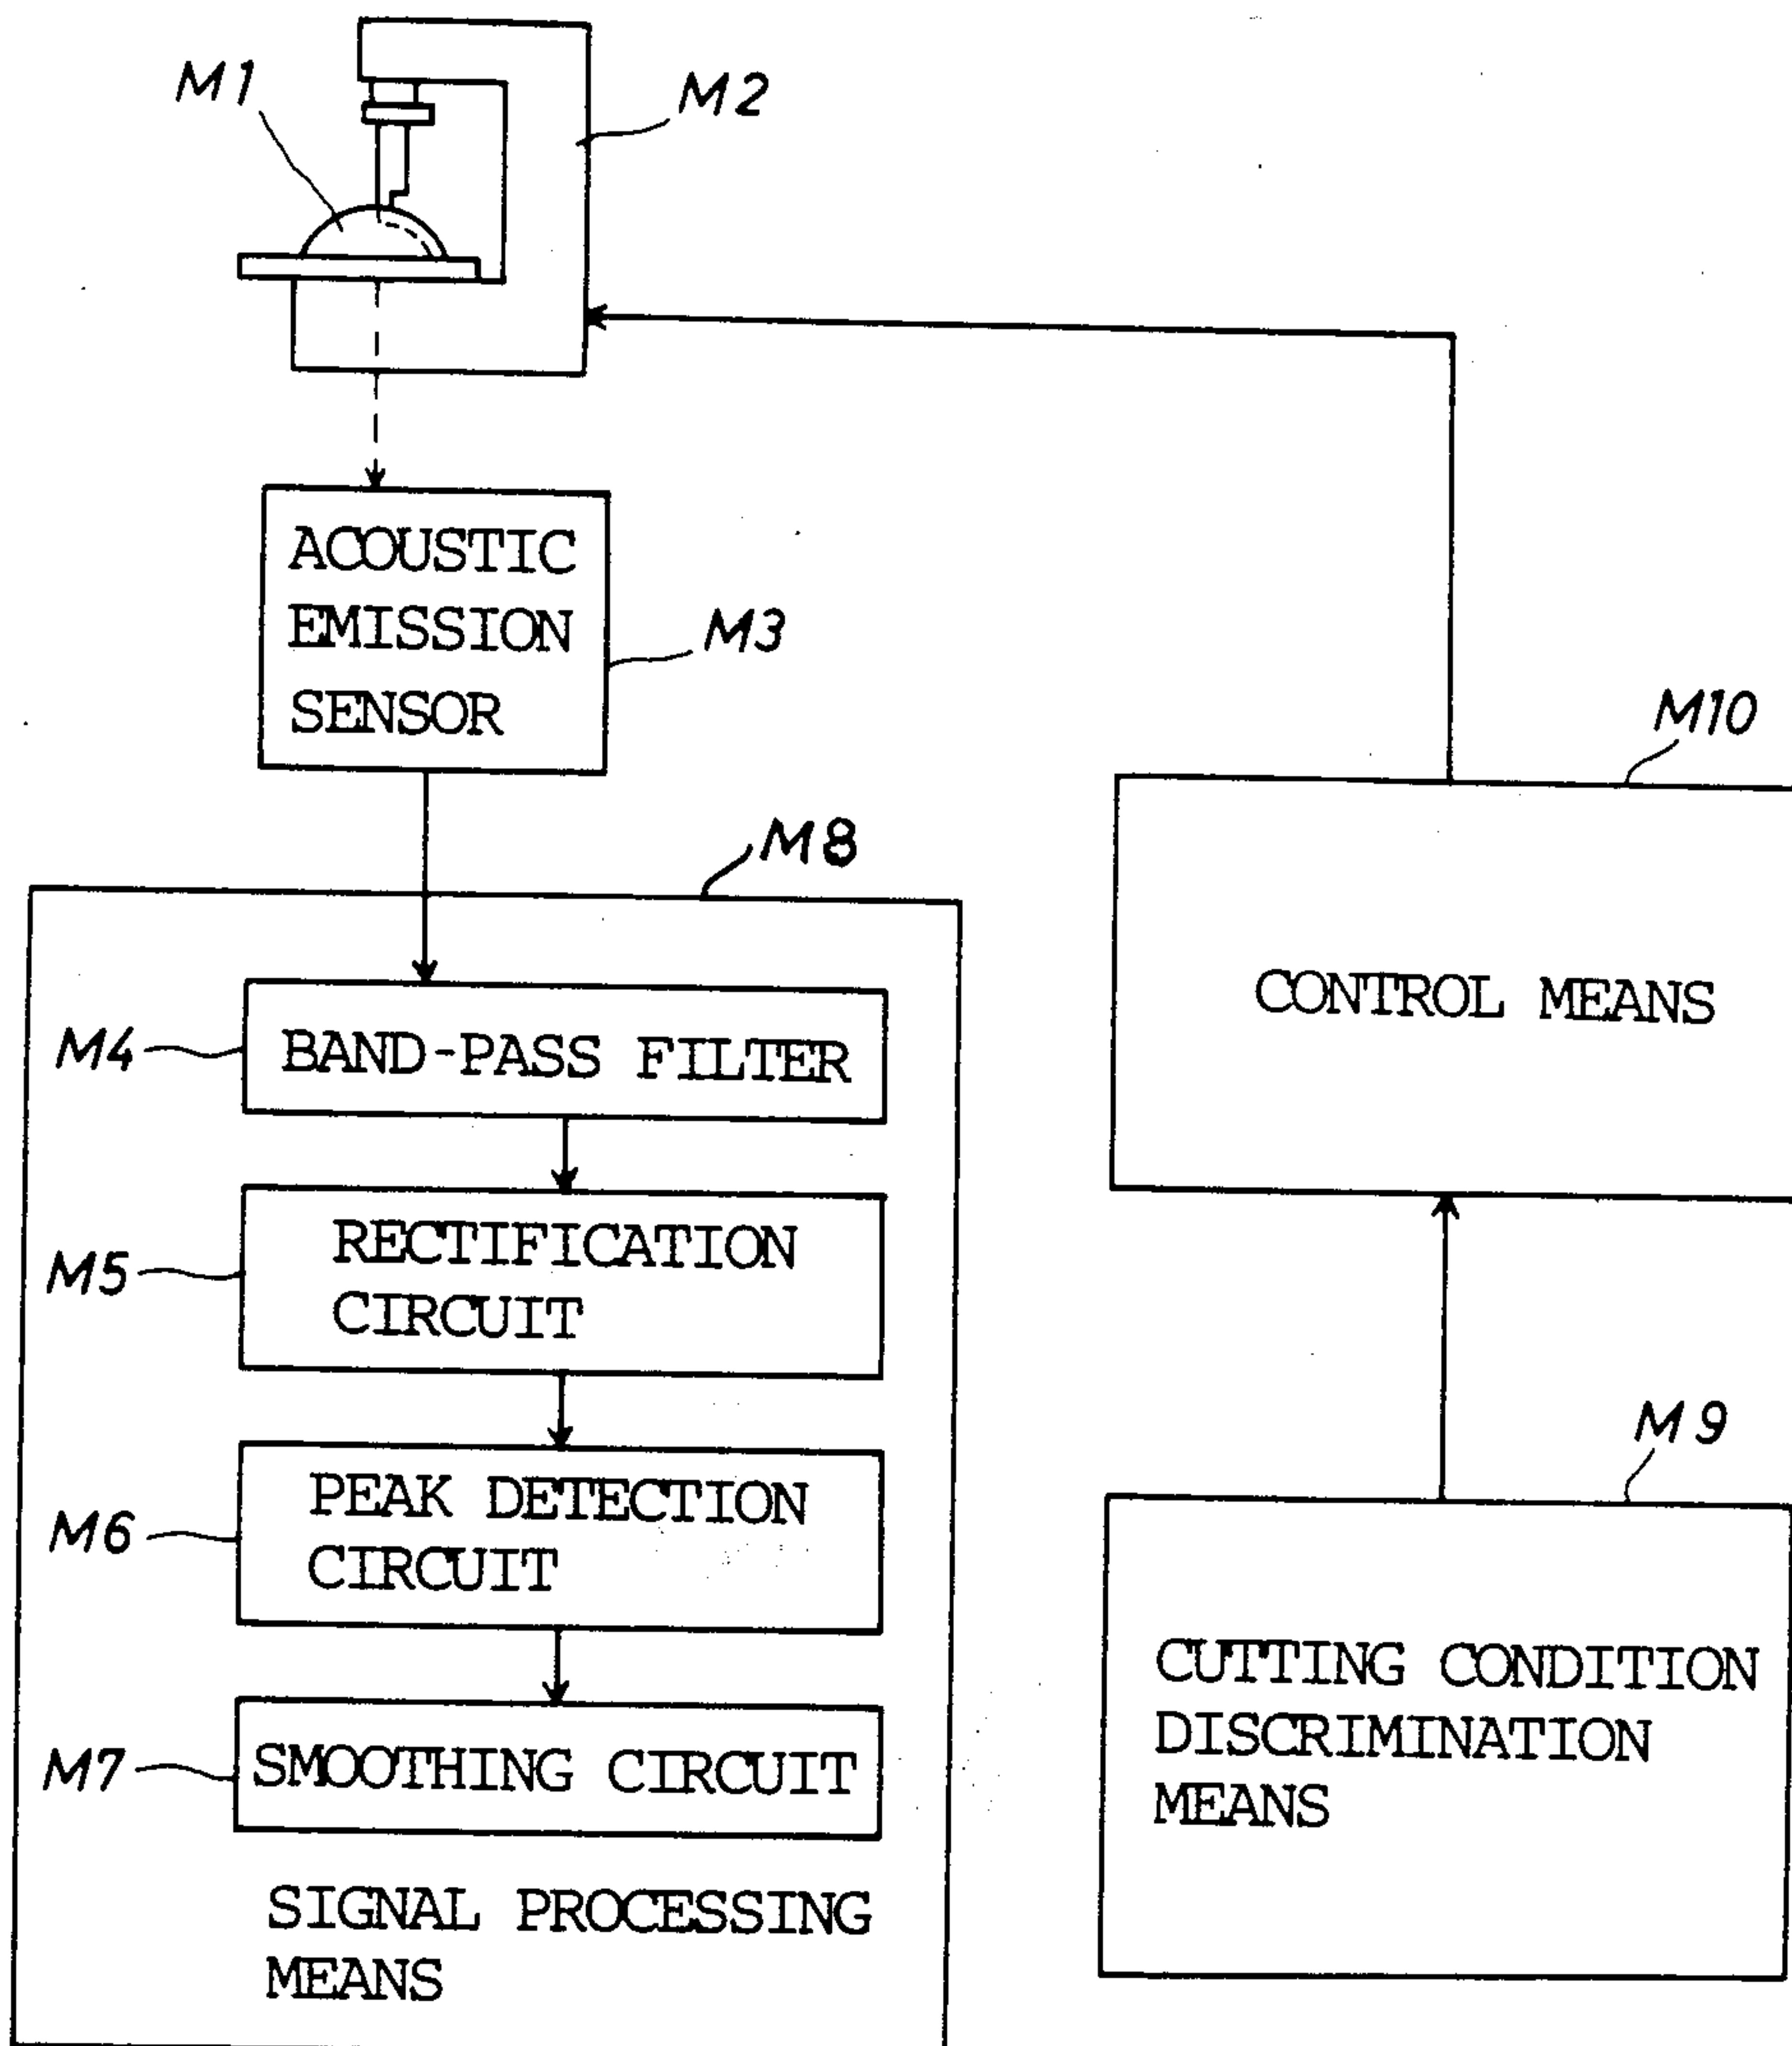 M1
M2
ACOUSTIC
EMISSION
SENSOR
M3
M8
M4
BAND-PASS FILTER
M5
RECTIFICATION
CIRCUIT
M6
PEAK DETECTION
CIRCUIT
M7
SMOOTHING CIRCUIT
SIGNAL PROCESSING
MEANS
M10
CONTROL MEANS
M9
CUTTING CONDITION
DISCRIMINATION
MEANS